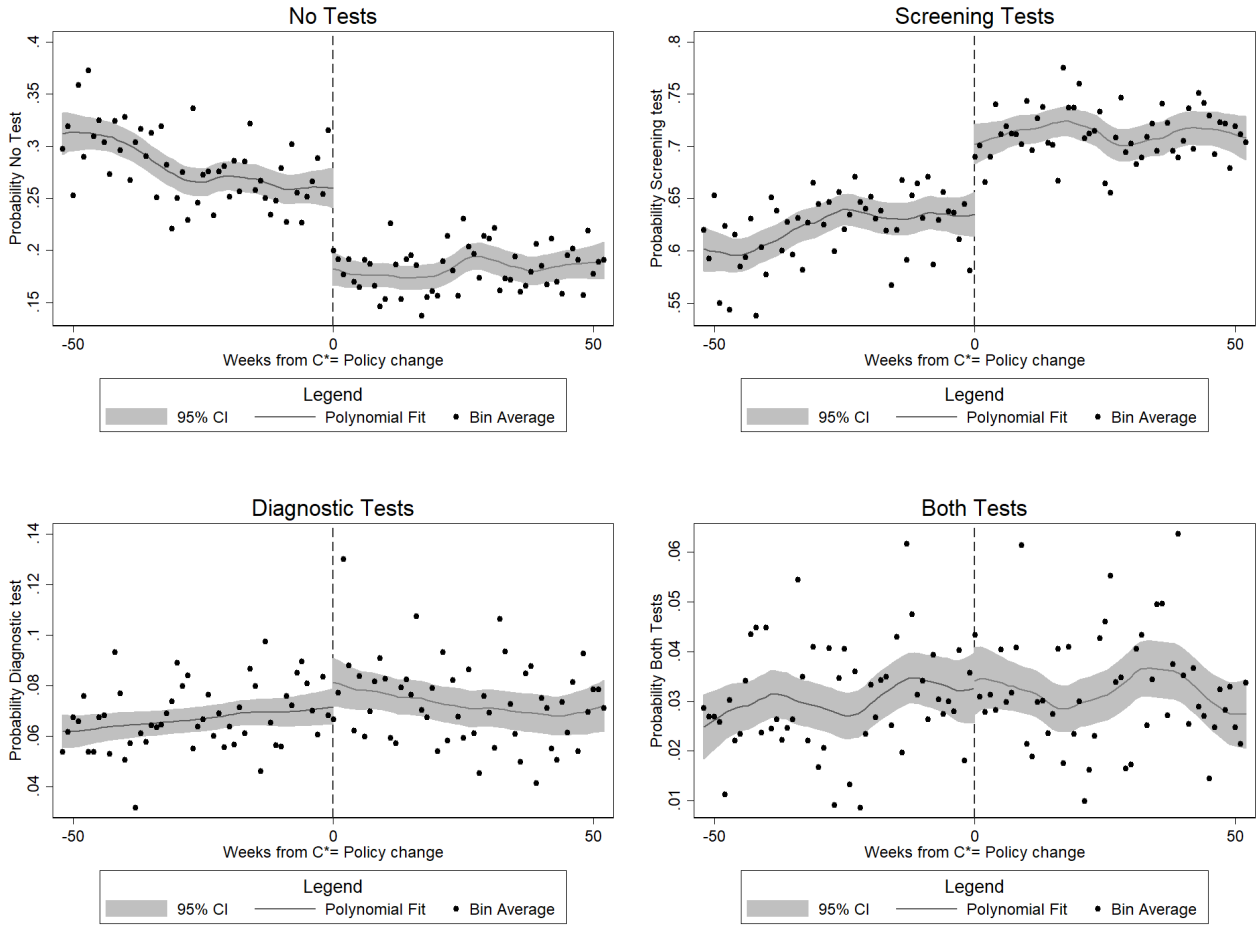 No Tests
Probability No Test
.4
.35
.3
.25
.2
.15
-50 0 50
Weeks from C*= Policy change
Legend
95% CI Polynomial Fit Bin Average
Screening Tests
Probability Screening test
.8
.75
.7
.65
.6
.55
-50 0 50
Weeks from C*= Policy change
Legend
95% CI Polynomial Fit Bin Average
Diagnostic Tests
Probability Diagnostic test
.14
.12
.1
.08
.06
.04
-50 0 50
Weeks from C*= Policy change
Legend
95% CI Polynomial Fit Bin Average
Both Tests
Probability Both Tests
.06
.05
.04
.03
.02
.01
-50 0 50
Weeks from C*= Policy change
Legend
95% CI Polynomial Fit Bin Average